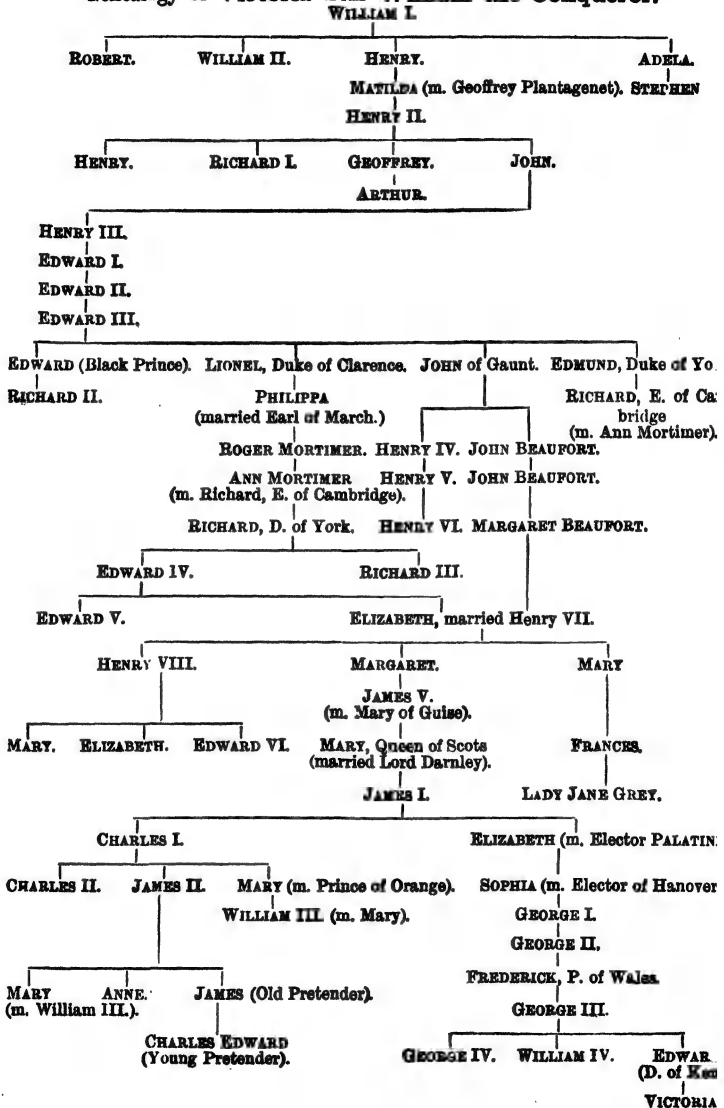 WILLIAM I.
ROBERT. WILLIAM II. HENRY. ADELA.
MATILDA (m. Geoffrey Plantagenet). STEPHEN
HENRY II.
HENRY. RICHARD I. GEOFFREY. JOHN.
ARTHUR.
HENRY III.
EDWARD I.
EDWARD II.
EDWARD III.
EDWARD (Black Prince). LIONEL, Duke of Clarence. JOHN of Gaunt. EDMUND, Duke of Yo
RICHARD II. PHILIPPA RICHARD, E. of Ca
(married Earl of March.) bridge
(m. Ann Mortimer).
ROGER MORTIMER. HENRY IV. JOHN BEAUFORT.
ANN MORTIMER HENRY V. JOHN BEAUFORT.
(m. Richard, E. of Cambridge).
RICHARD, D. of York. HENRY VI. MARGARET BEAUFORT.
EDWARD IV. RICHARD III.
EDWARD V. ELIZABETH, married Henry VII.
HENRY VIII. MARGARET. MARY
JAMES V.
(m. Mary of Guise).
MARY. ELIZABETH. EDWARD VI. MARY, Queen of Scots FRANCES.
(married Lord Darnley).
JAMES I. LADY JANE GREY.
CHARLES I. ELIZABETH (m. Elector PALATIN
CHARLES II. JAMES II. MARY (m. Prince of Orange). SOPHIA (m. Elector of Hanover
WILLIAM III. (m. Mary). GEORGE I.
GEORGE II.
FREDERICK, P. of Wales.
MARY ANNE. JAMES (Old Pretender).
(m. William III.). GEORGE III.
CHARLES EDWARD
(Young Pretender). GEORGE IV. WILLIAM IV. EDWAR
(D. of Ken
VICTORIA